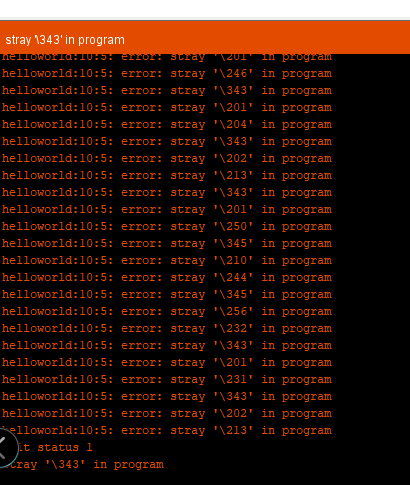 stray '\343' in program
helloworld:10:5: error: stray '\201' in program
helloworld:10:5: error: stray '\246' in program
helloworld:10:5: error: stray '\343' in program
helloworld:10:5: error: stray '\201' in program
helloworld:10:5: error: stray '\204' in program
helloworld:10:5: error: stray '\343' in program
helloworld:10:5: error: stray '\202' in program
helloworld:10:5: error: stray '\213' in program
helloworld:10:5: error: stray '\343' in program
helloworld:10:5: error: stray '\201' in program
helloworld:10:5: error: stray '\250' in program
helloworld:10:5: error: stray '\345' in program
helloworld:10:5: error: stray '\210' in program
helloworld:10:5: error: stray '\244' in program
helloworld:10:5: error: stray '\345' in program
helloworld:10:5: error: stray '\256' in program
helloworld:10:5: error: stray '\232' in program
helloworld:10:5: error: stray '\343' in program
helloworld:10:5: error: stray '\201' in program
helloworld:10:5: error: stray '\231' in program
helloworld:10:5: error: stray '\343' in program
helloworld:10:5: error: stray '\202' in program
elloworld:10:5: error: stray '\213' in program
it status 1
tray '\343' in program